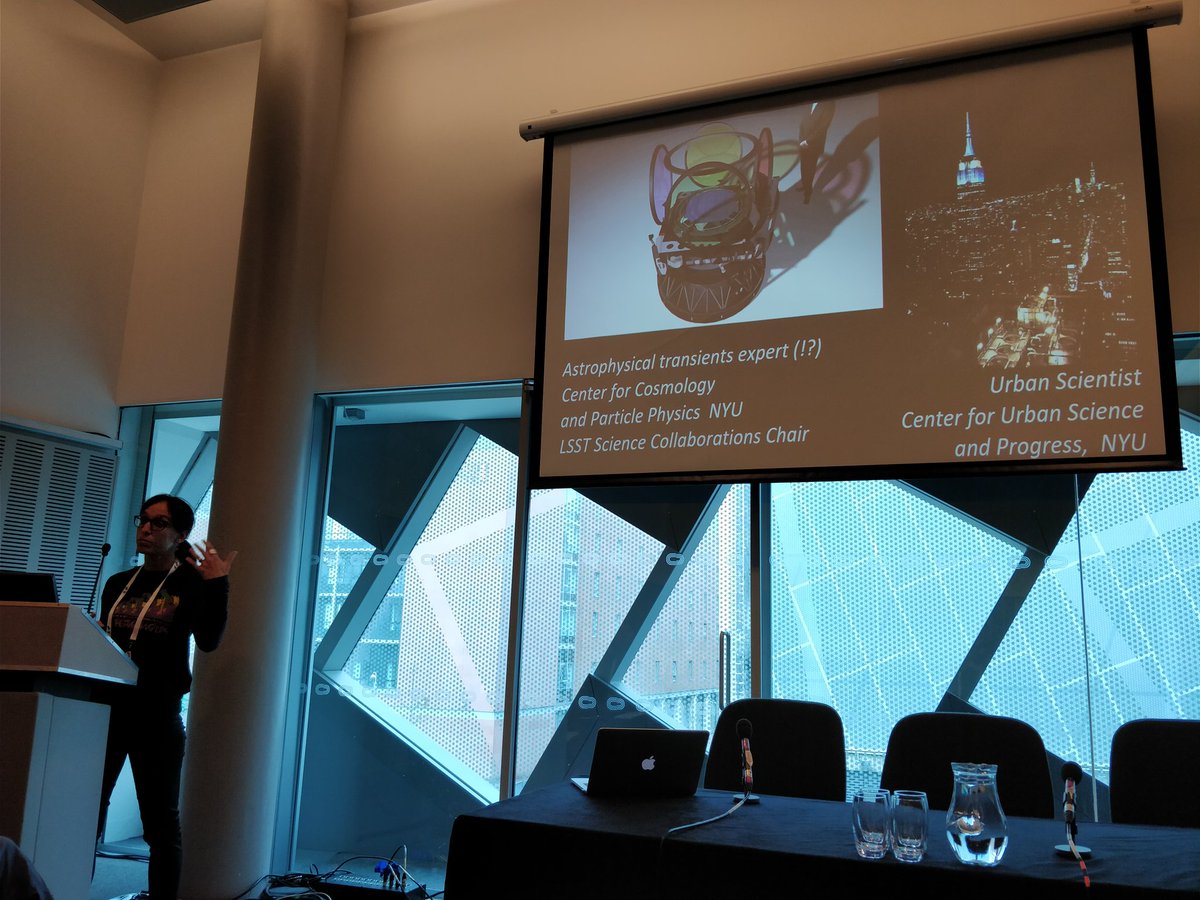 Astrophysical transients expert (!?)
Center for Cosmology
and Particle Physics NYU
LSST Science Collaborations Chair
Urban Scientist
Center for Urban Science
and Progress, NYU